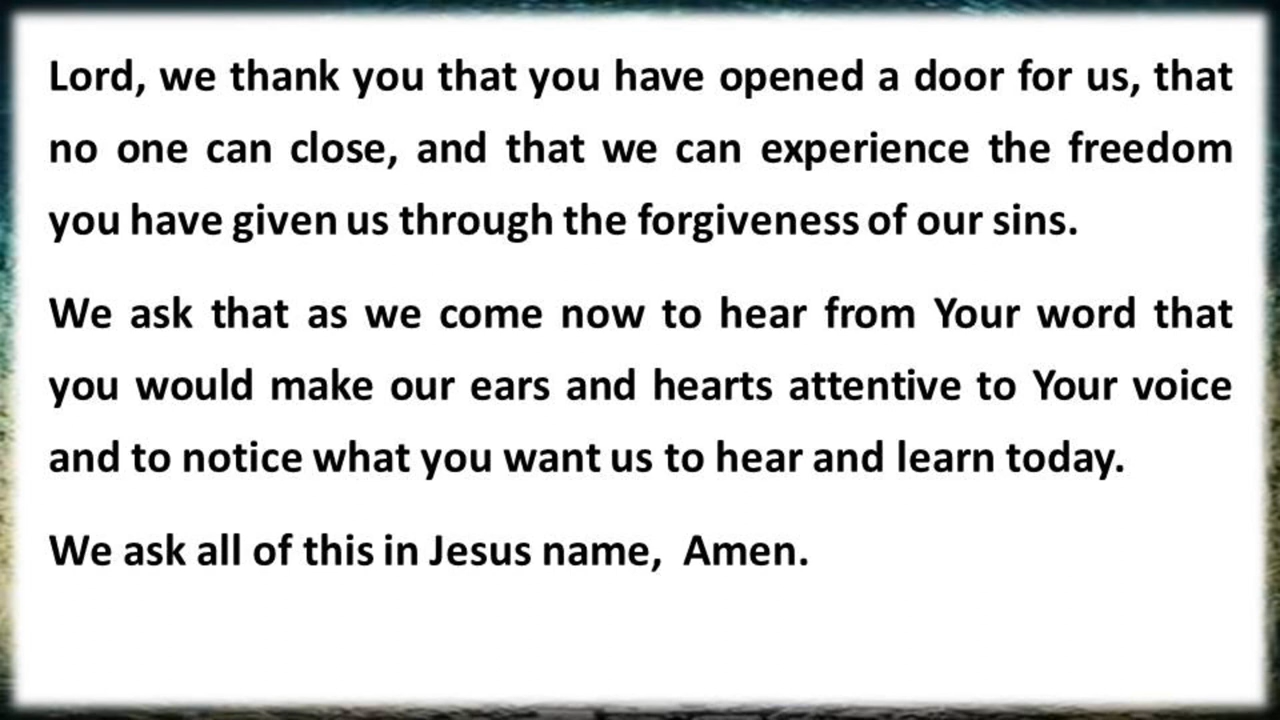 Lord, we thank you that you have opened a door for us, that
no one can close, and that we can experience the freedom
you have given us through the forgiveness of our sins.
We ask that as we come now to hear from Your word that
you would make our ears and hearts attentive to Your voice
and to notice what you want us to hear and learn today.
We ask all of this in Jesus name,  Amen.